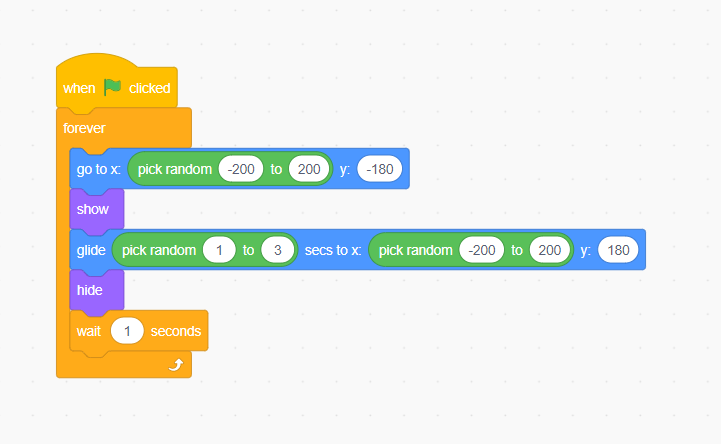 when clicked
forever
go to x: pick random -200 to 200 y: -180
show
glide pick random 1 to 3 secs to x: pick random -200 to 200 y: 180
hide
wait 1 seconds